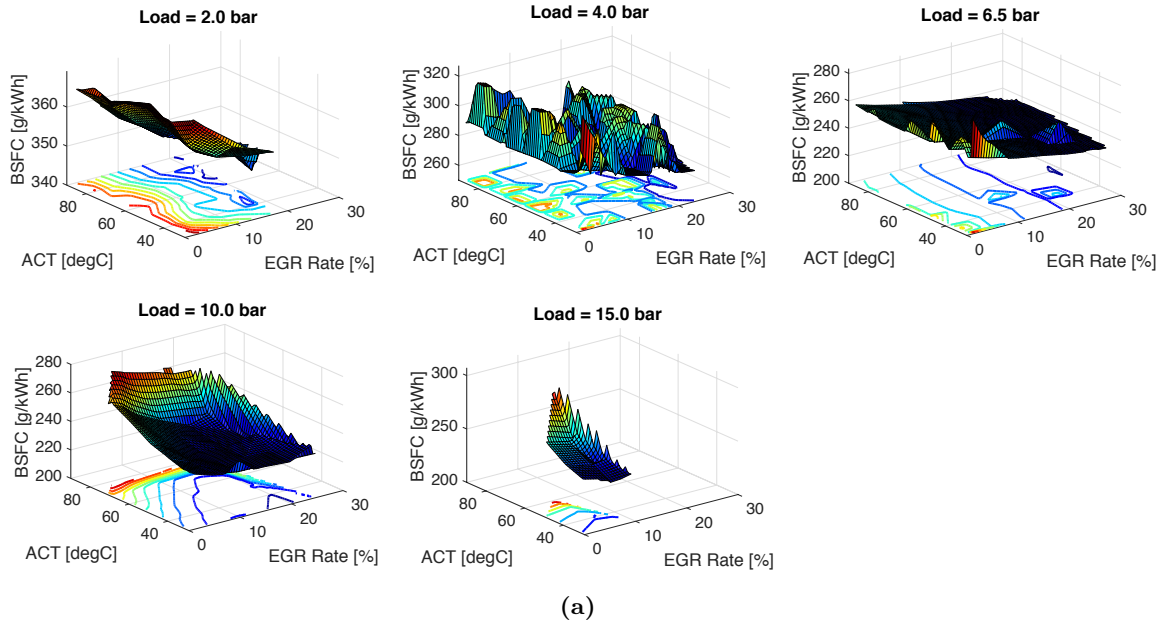 Load = 2.0 bar
BSFC [g/kWh]
360
350
340
80
60
40
ACT [degC]
0
10
20
30
EGR Rate [%]
Load = 4.0 bar
BSFC [g/kWh]
320
300
280
260
80
60
40
ACT [degC]
0
10
20
30
EGR Rate [%]
Load = 6.5 bar
BSFC [g/kWh]
280
260
240
220
200
80
60
40
ACT [degC]
0
10
20
30
EGR Rate [%]
Load = 10.0 bar
BSFC [g/kWh]
280
260
240
220
200
80
60
40
ACT [degC]
0
10
20
30
EGR Rate [%]
Load = 15.0 bar
BSFC [g/kWh]
300
250
200
80
60
40
ACT [degC]
0
10
20
30
EGR Rate [%]
(a)